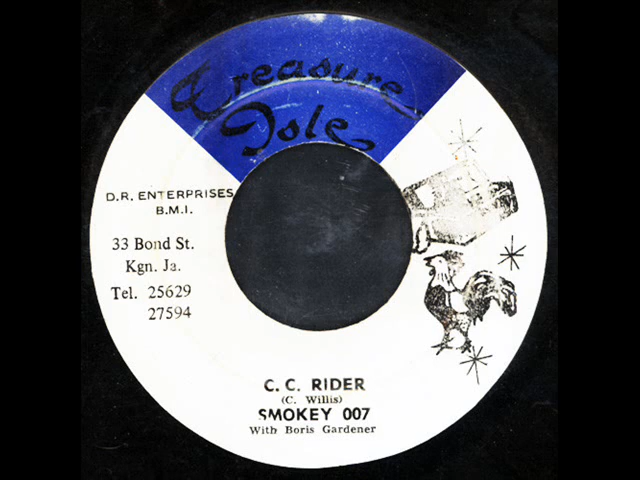 Treasure
Isle
D.R. ENTERPRISES
B.M.I.
33 Bond St.
Kgn. Ja.
Tel. 25629
27594
C. C. RIDER
(C. Willis)
SMOKEY 007
With Boris Gardener